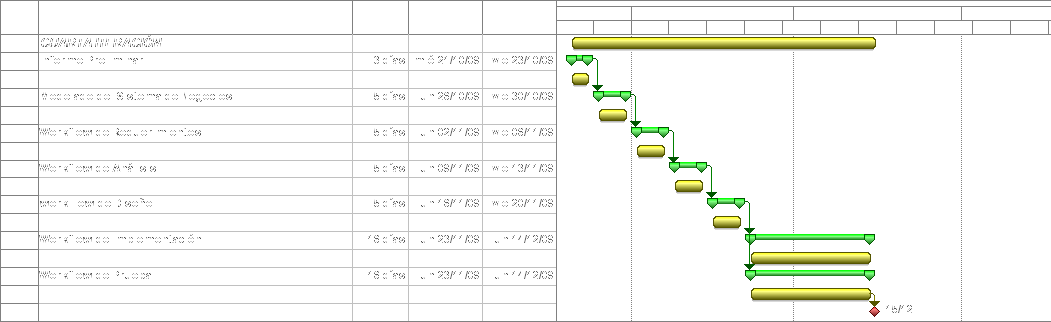 CUARTA ITERACIÓN
Informe Preliminar 3 días mié 21/10/09 vie 23/10/09
Modelado del Sistema de Negocios 5 días lun 26/10/09 vie 30/10/09
Workflow de Requerimientos 5 días lun 02/11/09 vie 06/11/09
Workflow de Análisis 5 días lun 09/11/09 vie 13/11/09
Workflow de Diseño 5 días lun 16/11/09 vie 20/11/09
Workflow de Implementación 16 días lun 23/11/09 lun 14/12/09
Workflow de Prueba 16 días lun 23/11/09 lun 14/12/09
15/12